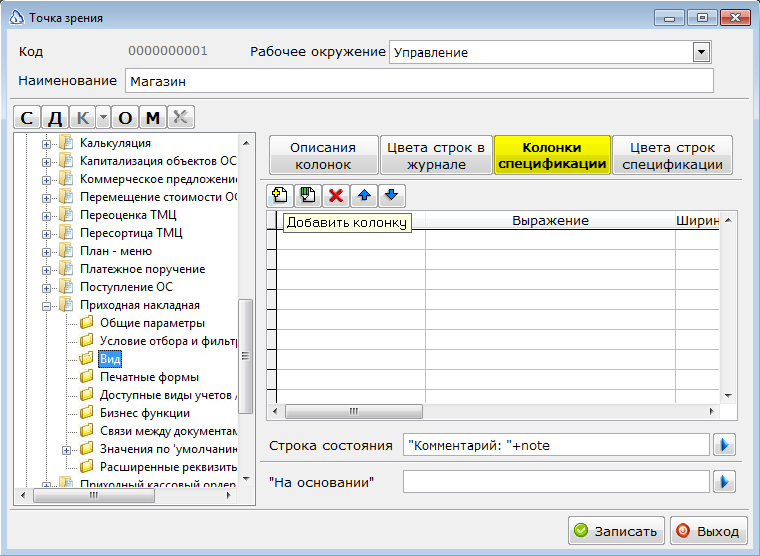 Точка зрения
Код 0000000001 Рабочее окружение Управление
Наименование Магазин
С Д К О М
Калькуляция
Капитализация объектов ОС
Коммерческое предложени
Перемещение стоимости ОС
Переоценка ТМЦ
Пересортица ТМЦ
План - меню
Платежное поручение
Поступление ОС
Приходная накладная
Общие параметры
Условие отбора и фильтр
Вид
Печатные формы
Доступные виды учетов /
Бизнес функции
Связи между документам
Значения по 'умолчанию
Расширенные реквизить
Приходный кассовый ордер
Описания
колонок
Цвета строк в
журнале
Колонки
спецификации
Цвета строк
спецификации
Добавить колонку
Выражение Ширин
Строка состояния "Комментарий: "+note
"На основании"
Записать Выход